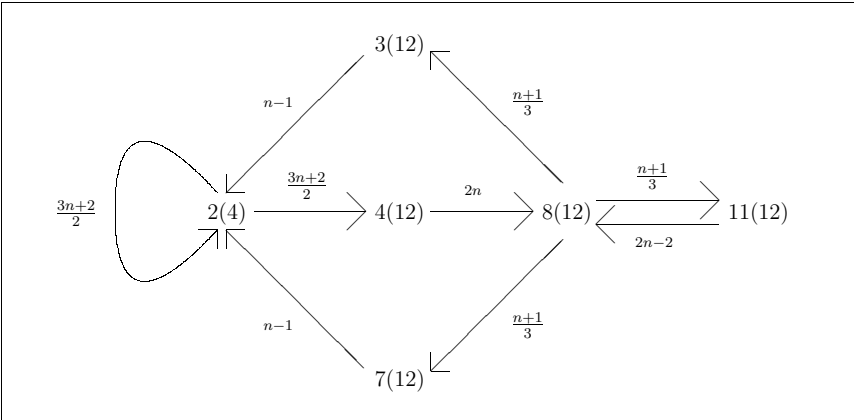 3(12)
n−1
n+1
3
3n+2
2
2n
n+1
3
3n+2
2
2(4)
4(12)
8(12)
11(12)
2n−2
n−1
n+1
3
7(12)